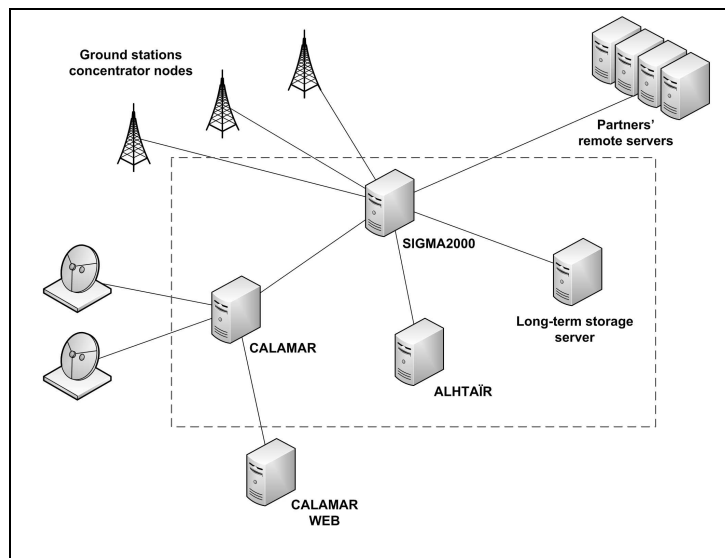 Ground stations
concentrator nodes
Partners’
remote servers
SIGMA2000
Long-term storage
server
CALAMAR
ALHTAÏR
CALAMAR
WEB